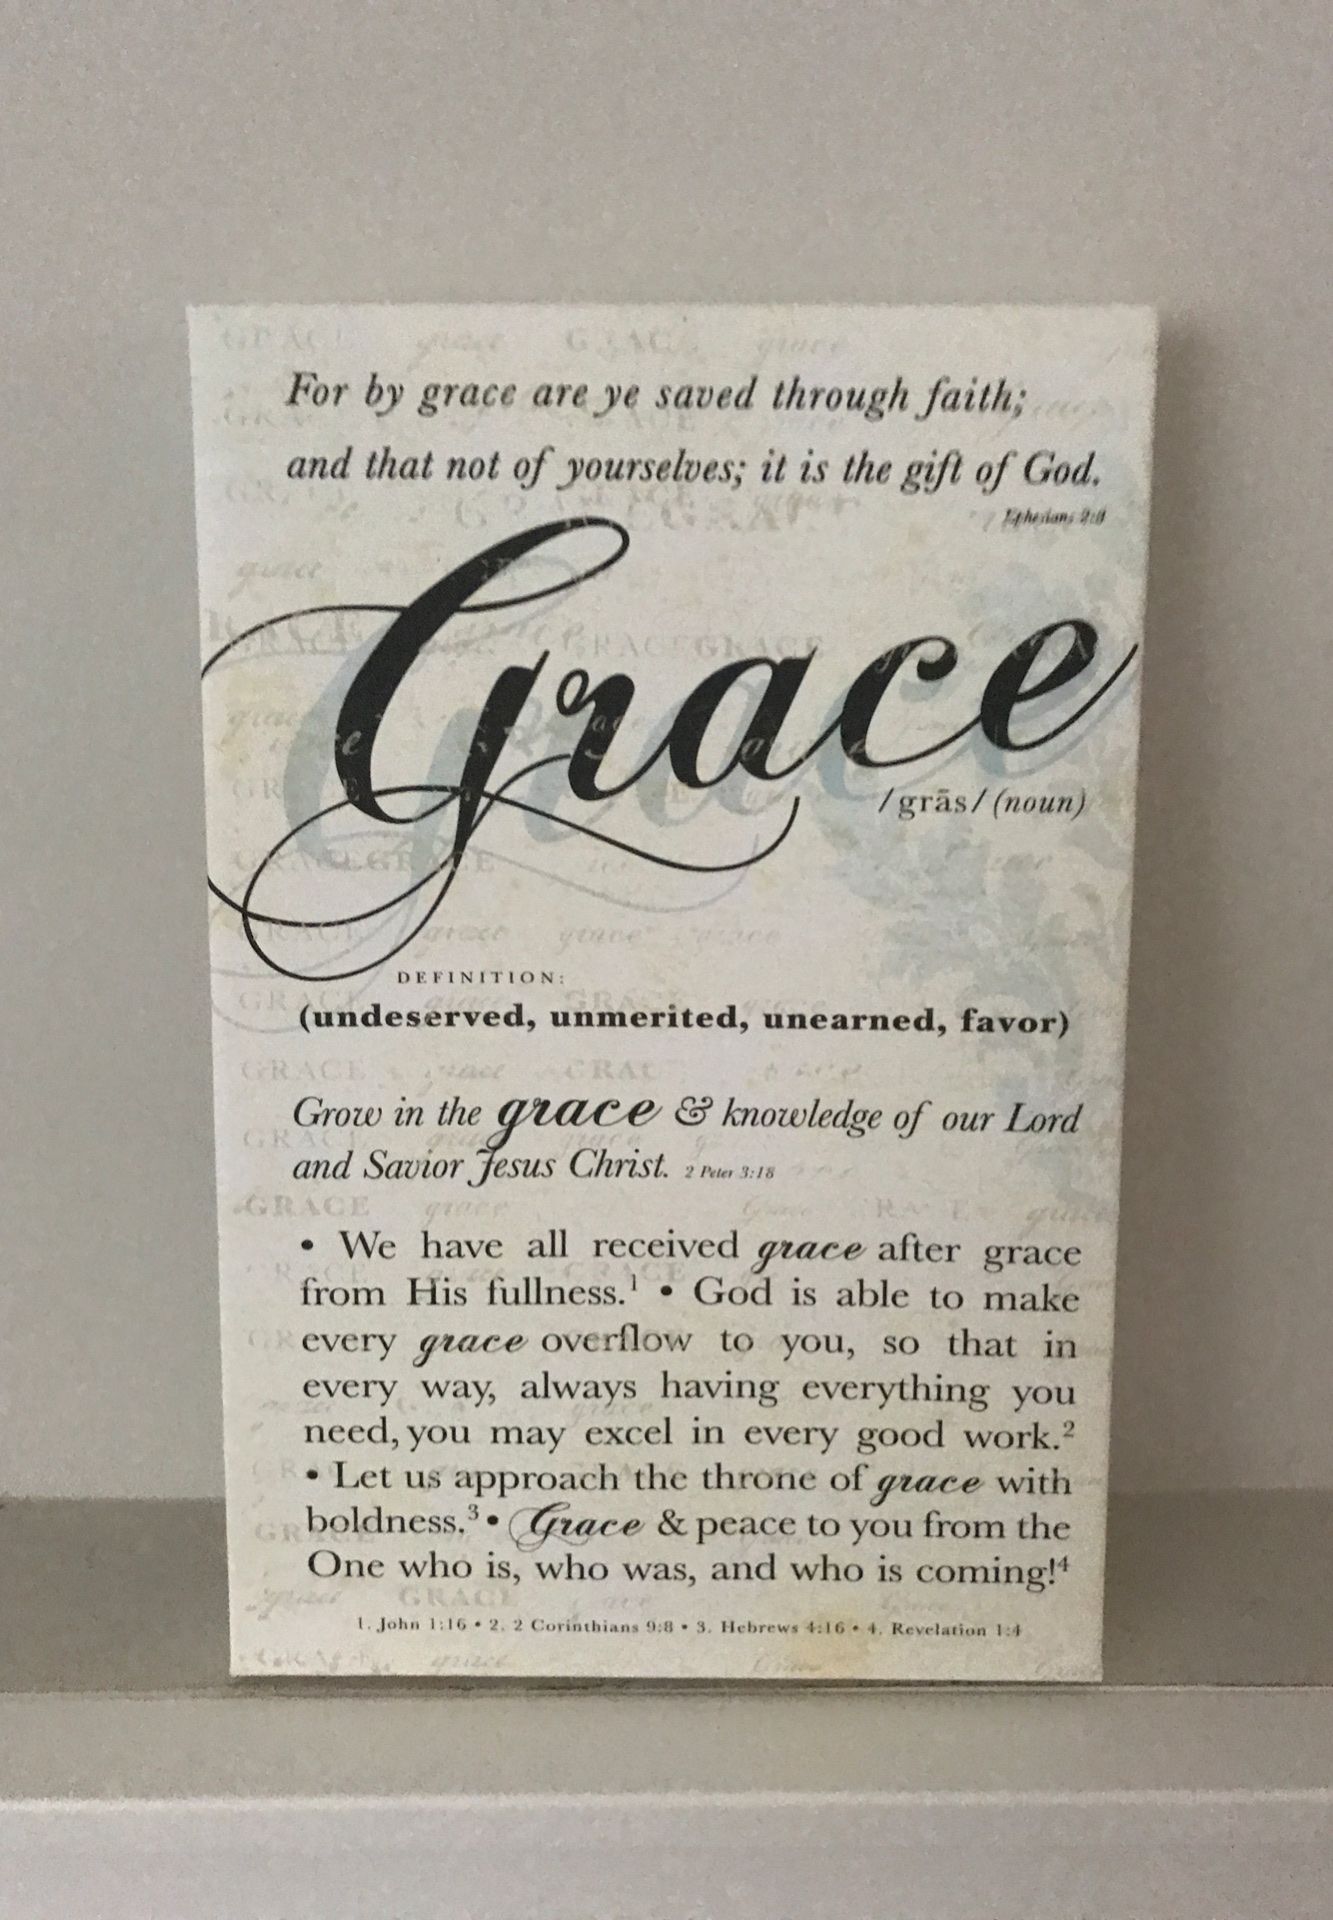 For by grace are ye saved through faith;
and that not of yourselves; it is the gift of God.
Ephesians 2:8
Grace
/grās/ (noun)
DEFINITION:
(undeserved, unmerited, unearned, favor)
Grow in the grace & knowledge of our Lord
and Savior Jesus Christ. 2 Peter 3:18
• We have all received grace after grace
from His fullness.¹ • God is able to make
every grace overflow to you, so that in
every way, always having everything you
need, you may excel in every good work.²
• Let us approach the throne of grace with
boldness.³ • Grace & peace to you from the
One who is, who was, and who is coming!⁴
1. John 1:16 • 2. 2 Corinthians 9:8 • 3. Hebrews 4:16 • 4. Revelation 1:4